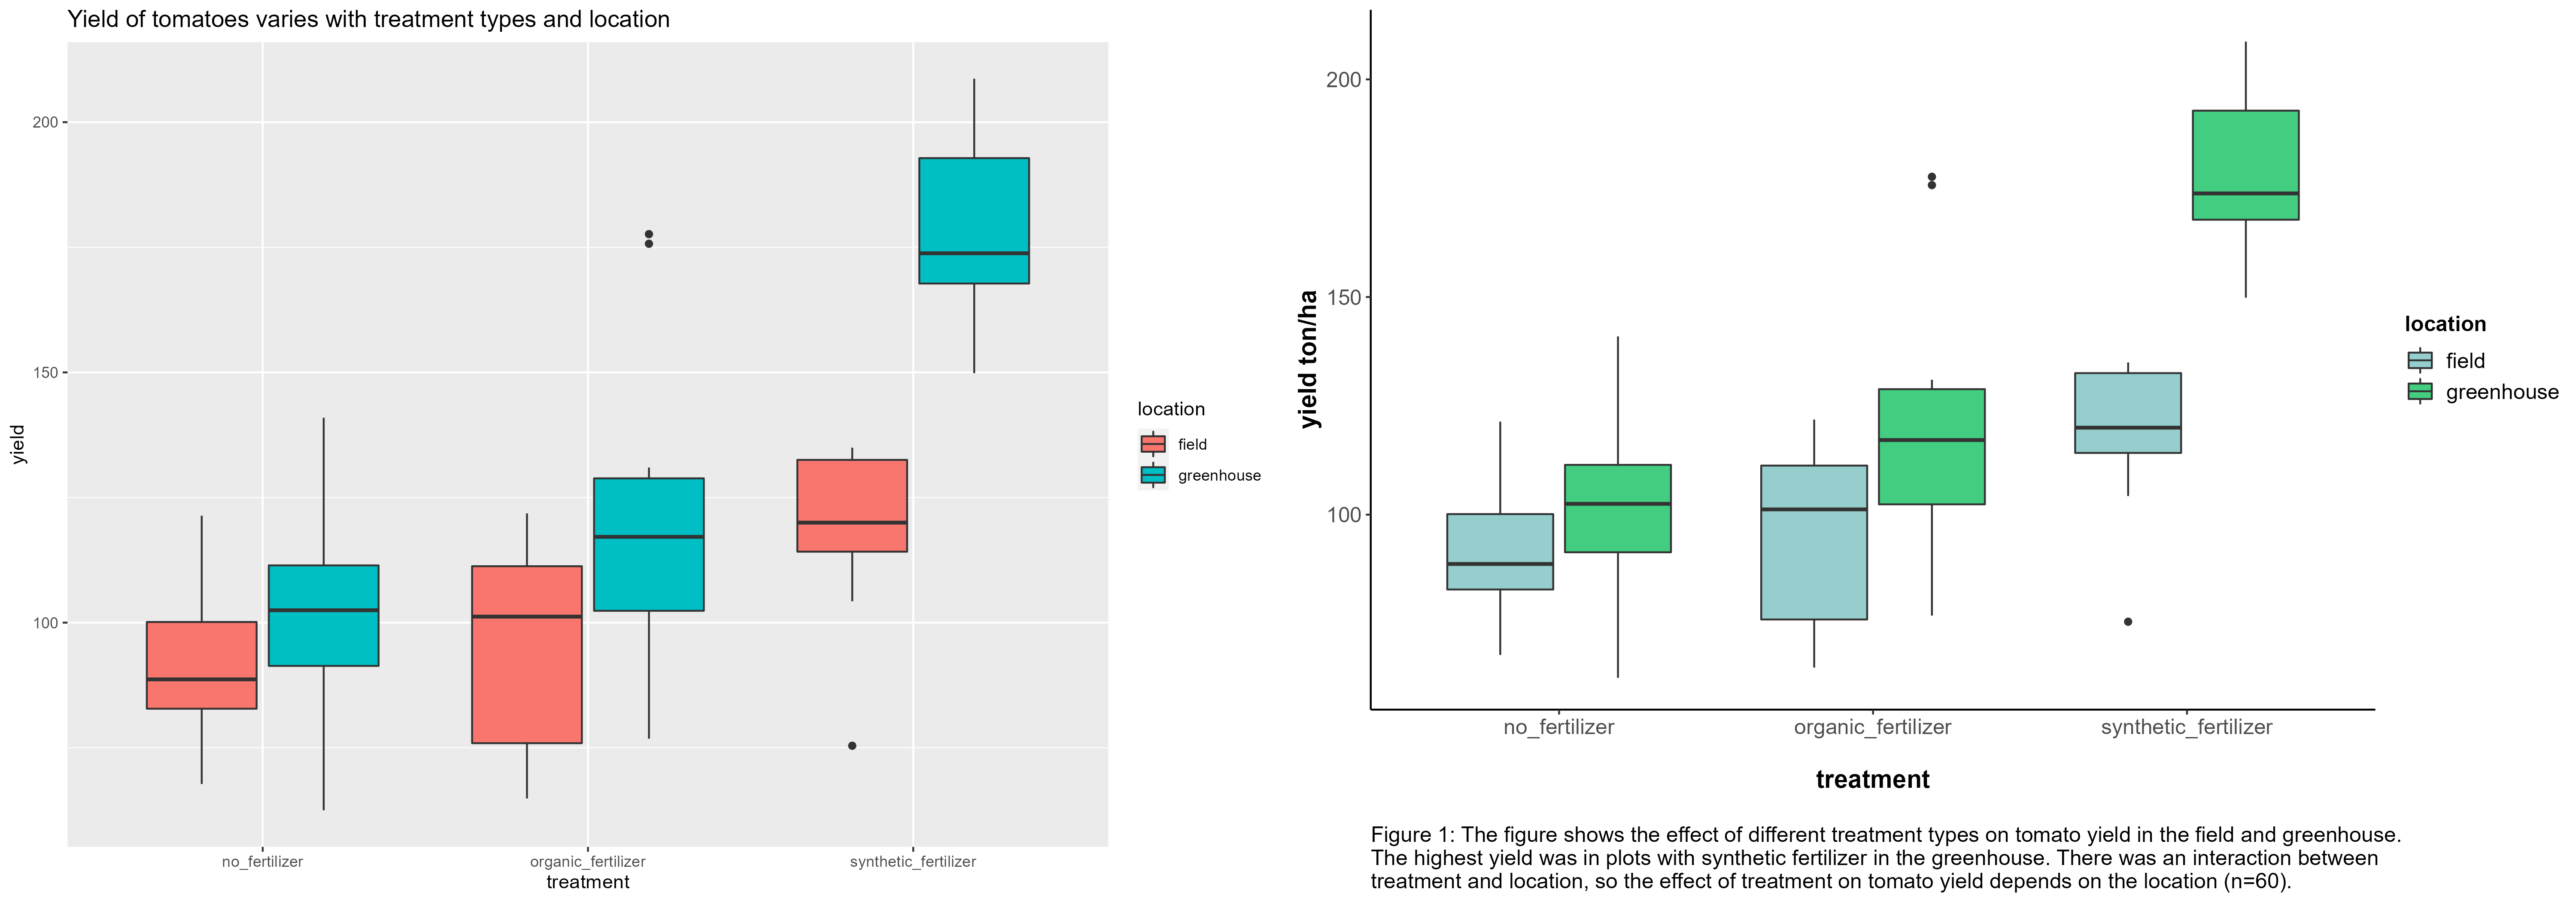 Yield of tomatoes varies with treatment types and location
200
150
100
yield
no_fertilizer
organic_fertilizer
synthetic_fertilizer
treatment
location
field
greenhouse
200
150
100
yield ton/ha
no_fertilizer
organic_fertilizer
synthetic_fertilizer
treatment
location
field
greenhouse
Figure 1: The figure shows the effect of different treatment types on tomato yield in the field and greenhouse.
The highest yield was in plots with synthetic fertilizer in the greenhouse. There was an interaction between
treatment and location, so the effect of treatment on tomato yield depends on the location (n=60).